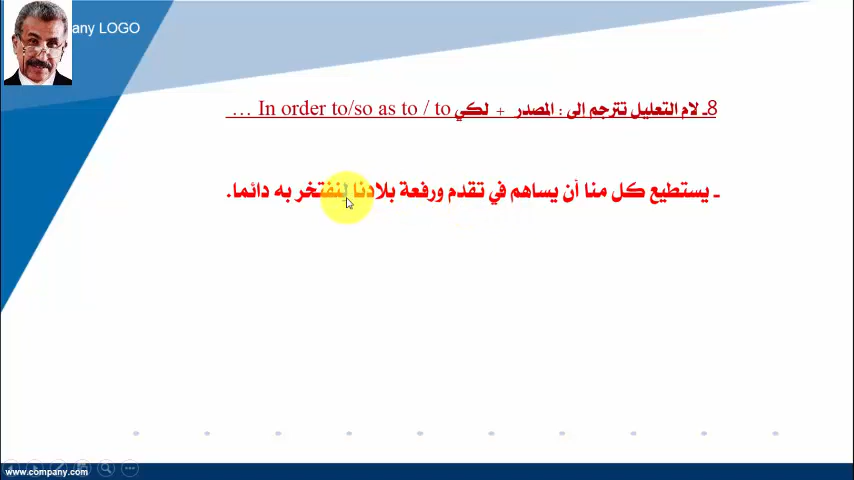 any LOGO
8ـ لام التعليل تترجم الى : المصدر + لكي In order to/so as to / to …
ـ يستطيع كل منا أن يساهم في تقدم ورفعة بلادنا لنفتخر به دائما.
www.company.com